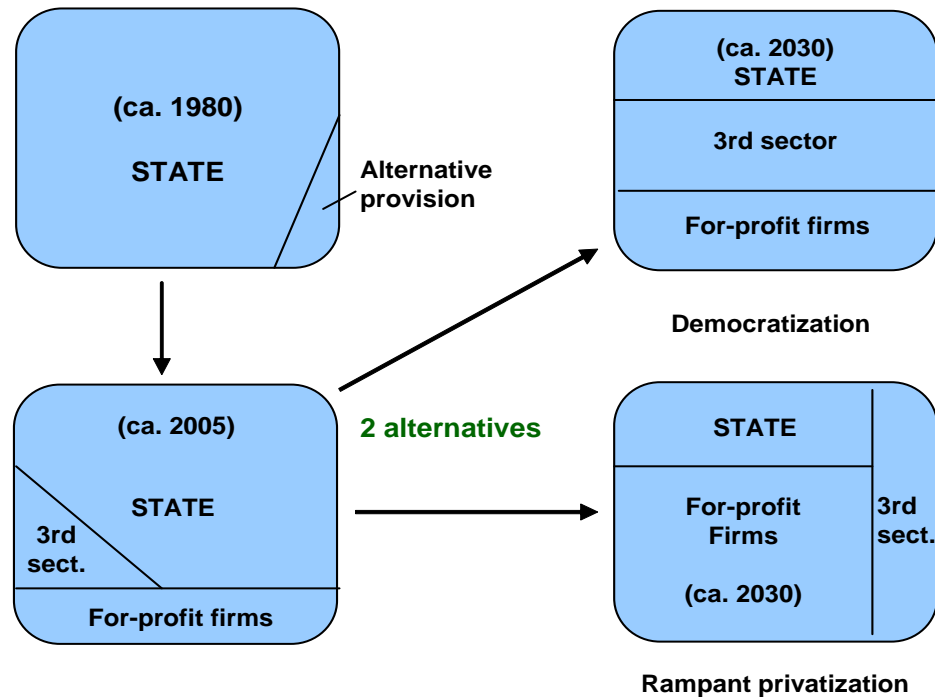 (ca. 1980)
STATE
Alternative
provision
(ca. 2030)
STATE
3rd sector
For-profit firms
Democratization
(ca. 2005)
STATE
3rd
sect.
For-profit firms
2 alternatives
STATE
For-profit
Firms
(ca. 2030)
3rd
sect.
Rampant privatization